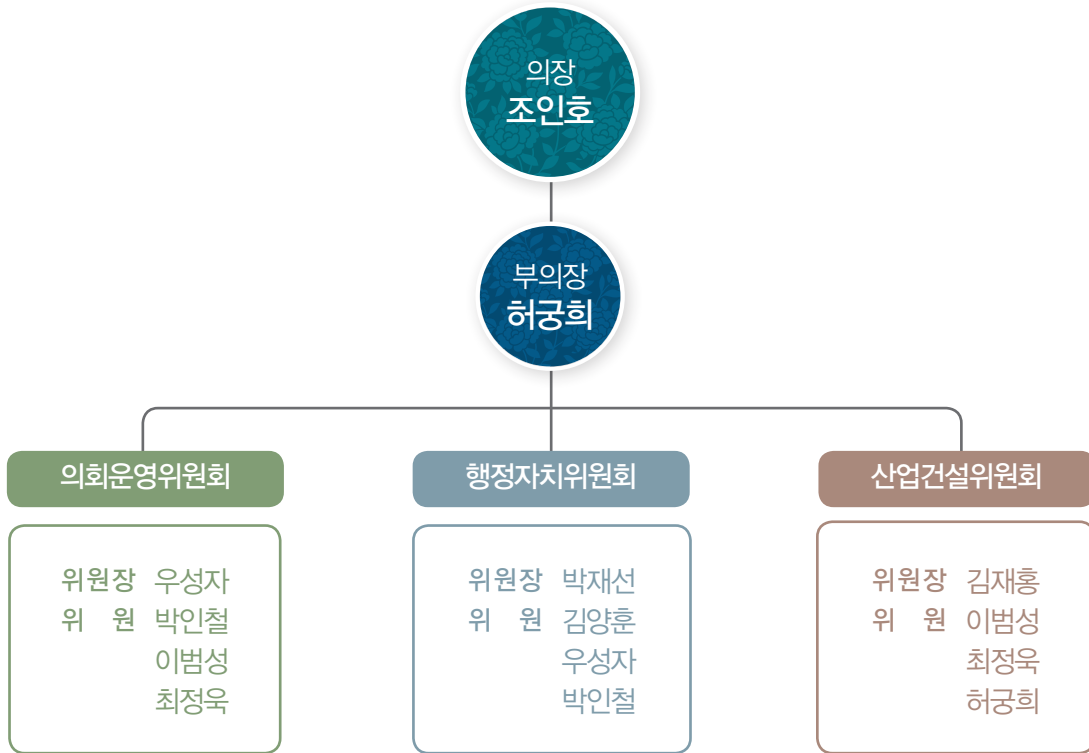 의장
조인호
부의장
허궁희
의회운영위원회
위원장 우성자
위 원 박인철
이범성
최정욱
행정자치위원회
위원장 박재선
위 원 김양훈
우성자
박인철
산업건설위원회
위원장 김재홍
위 원 이범성
최정욱
허궁희